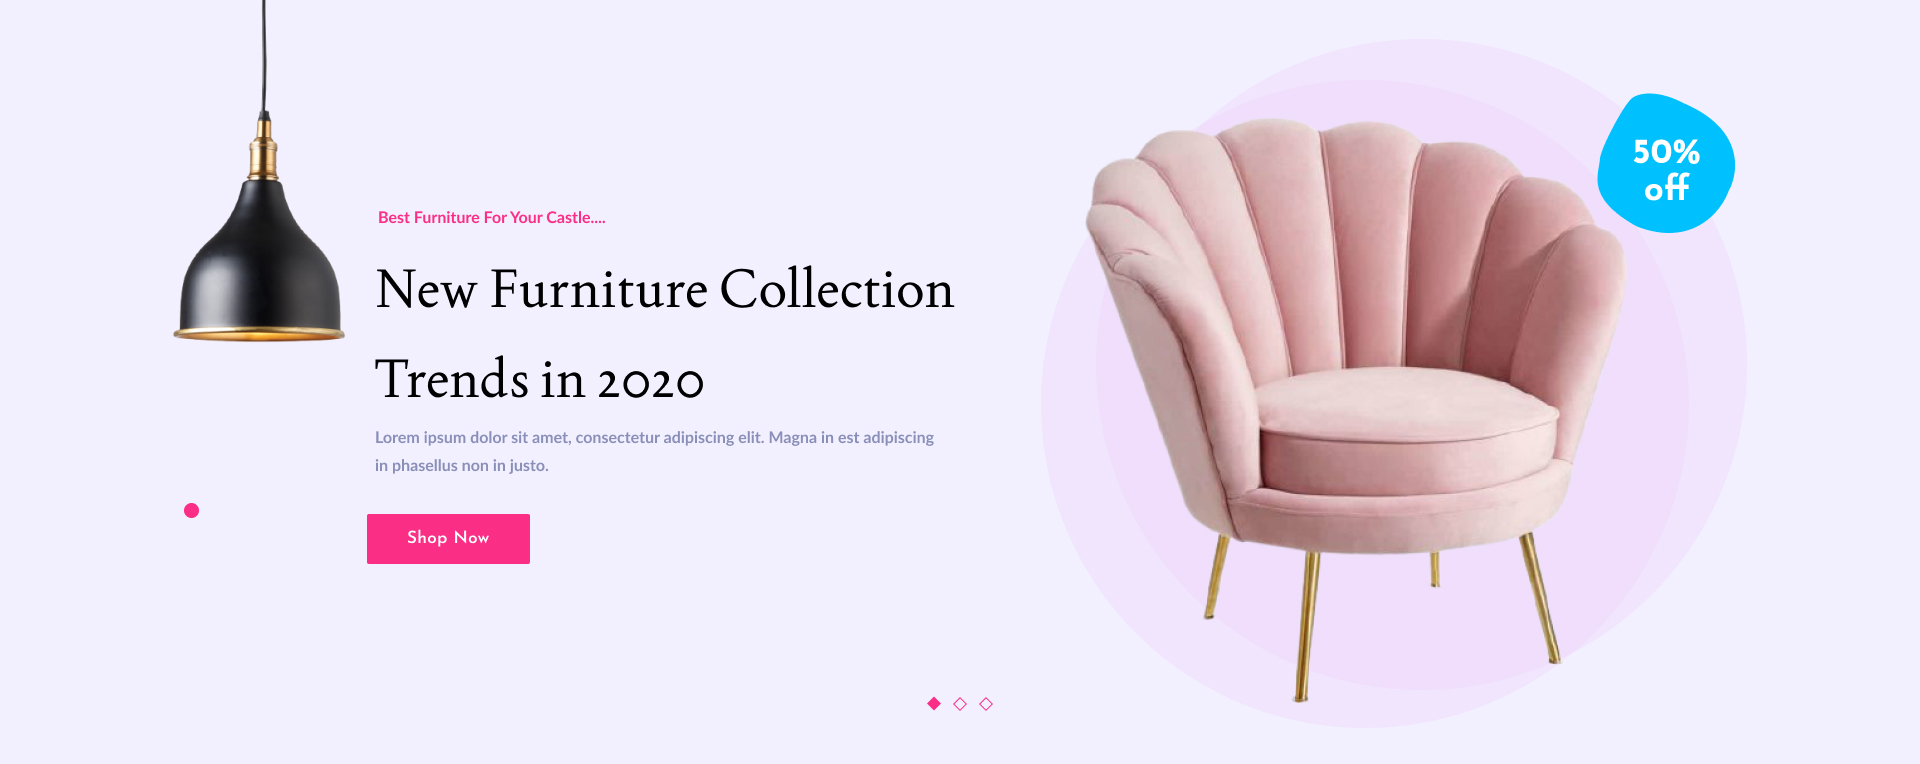 Best Furniture For Your Castle....
New Furniture Collection
Trends in 2020
Lorem ipsum dolor sit amet, consectetur adipiscing elit. Magna in est adipiscing
in phasellus non in justo.
Shop Now
50%
off